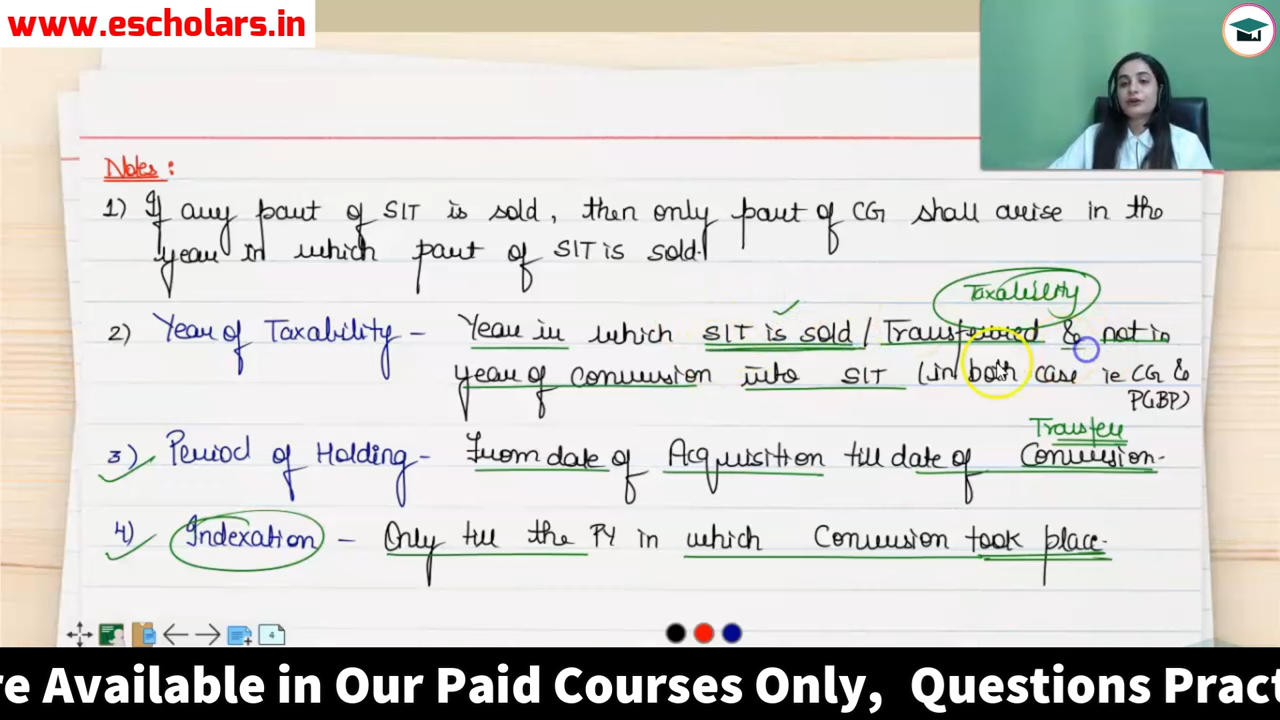 www.escholars.in
Notes :
1) If any part of SIT is sold, then only part of CG shall arise in the
year in which part of SIT is sold.
Taxability
2) Year of Taxability - Year in which SIT is sold / Transferred & not in
year of conversion into SIT (in both case ie CG &
PGBP)
Transfer
3) Period of Holding - From date of Acquisition till date of Conversion.
4) Indexation - Only till the PY in which Conversion took place.
4
re Available in Our Paid Courses Only, Questions Pract